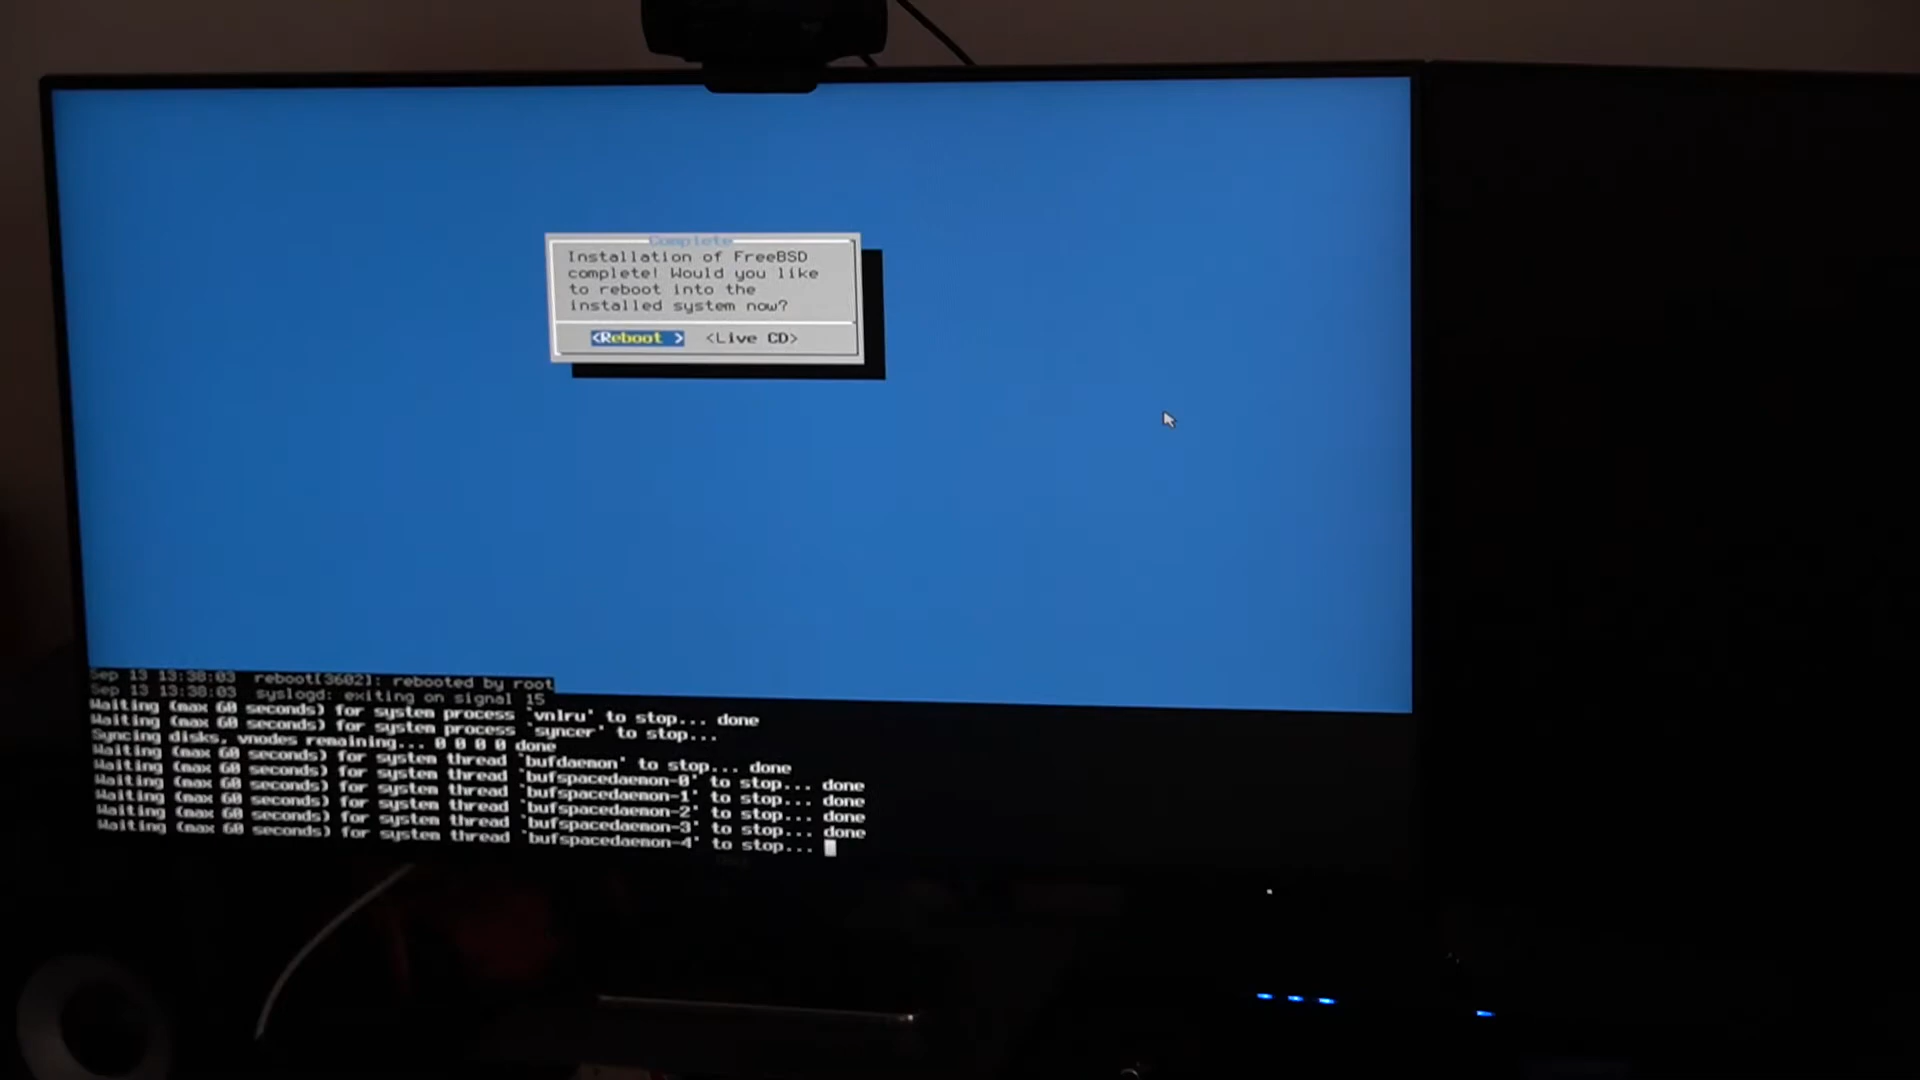 Complete
Installation of FreeBSD
complete! Would you like
to reboot into the
installed system now?
<Reboot > <Live CD>
Sep 13 13:38:03 reboot[3602]: rebooted by root
Sep 13 13:38:03 syslogd: exiting on signal 15
Waiting (max 60 seconds) for system process `vnlru' to stop... done
Waiting (max 60 seconds) for system process `syncer' to stop...
Syncing disks, vnodes remaining... 0 0 0 0 done
Waiting (max 60 seconds) for system thread `bufdaemon' to stop... done
Waiting (max 60 seconds) for system thread `bufspacedaemon-0' to stop... done
Waiting (max 60 seconds) for system thread `bufspacedaemon-1' to stop... done
Waiting (max 60 seconds) for system thread `bufspacedaemon-2' to stop... done
Waiting (max 60 seconds) for system thread `bufspacedaemon-3' to stop... done
Waiting (max 60 seconds) for system thread `bufspacedaemon-4' to stop...